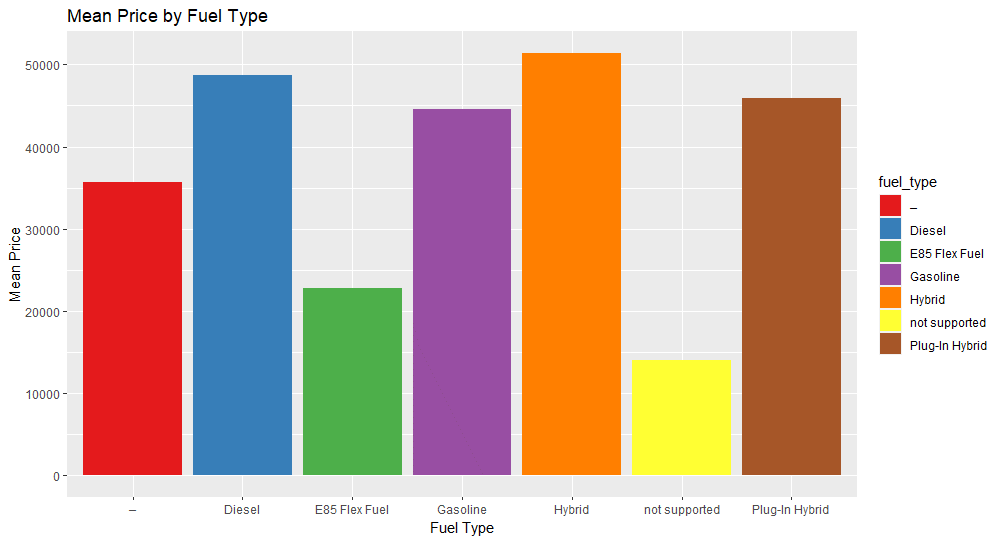 Mean Price by Fuel Type
Mean Price
50000
40000
30000
20000
10000
0
–
Diesel
E85 Flex Fuel
Gasoline
Hybrid
not supported
Plug-In Hybrid
Fuel Type
fuel_type
–
Diesel
E85 Flex Fuel
Gasoline
Hybrid
not supported
Plug-In Hybrid